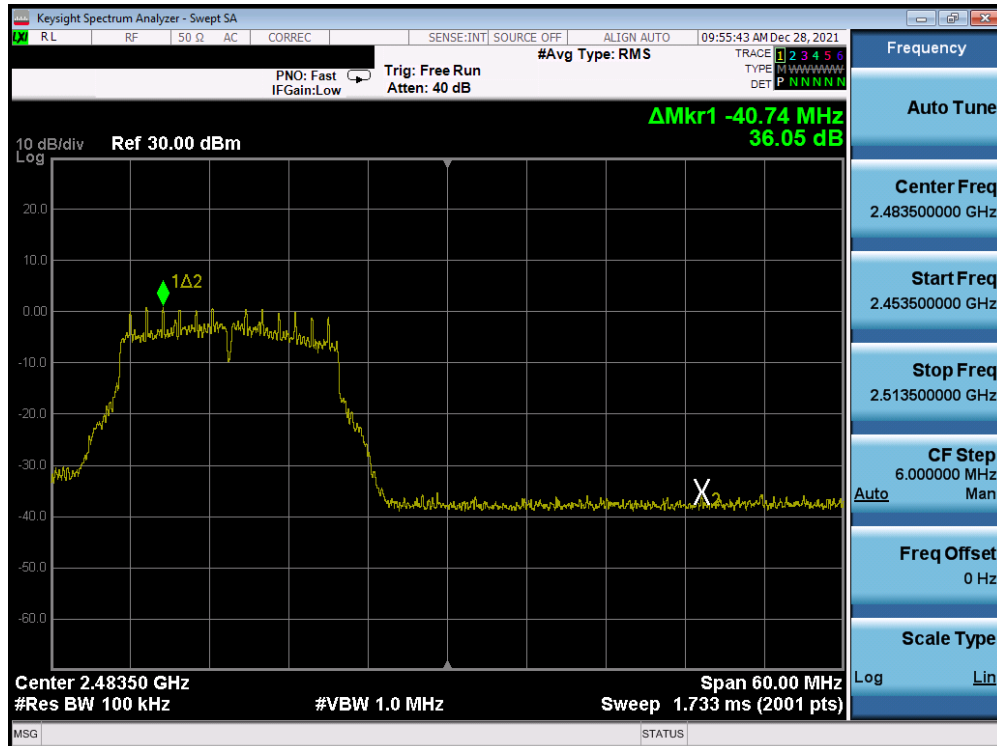 Keysight Spectrum Analyzer - Swept SA
LXI RL RF 50 Ω AC CORREC SENSE:INT SOURCE OFF ALIGN AUTO 09:55:43 AM Dec 28, 2021
#Avg Type: RMS TRACE 1 2 3 4 5 6
PNO: Fast Trig: Free Run TYPE M W W W W W
IFGain:Low Atten: 40 dB DET P N N N N N
ΔMkr1 -40.74 MHz
36.05 dB
10 dB/div Ref 30.00 dBm
Log
20.0
10.0
1Δ2
0.00
-10.0
-20.0
-30.0
X2
-40.0
-50.0
-60.0
Center 2.48350 GHz Span 60.00 MHz
#Res BW 100 kHz #VBW 1.0 MHz Sweep 1.733 ms (2001 pts)
MSG STATUS
Frequency
Auto Tune
Center Freq
2.483500000 GHz
Start Freq
2.453500000 GHz
Stop Freq
2.513500000 GHz
CF Step
6.000000 MHz
Auto Man
Freq Offset
0 Hz
Scale Type
Log Lin